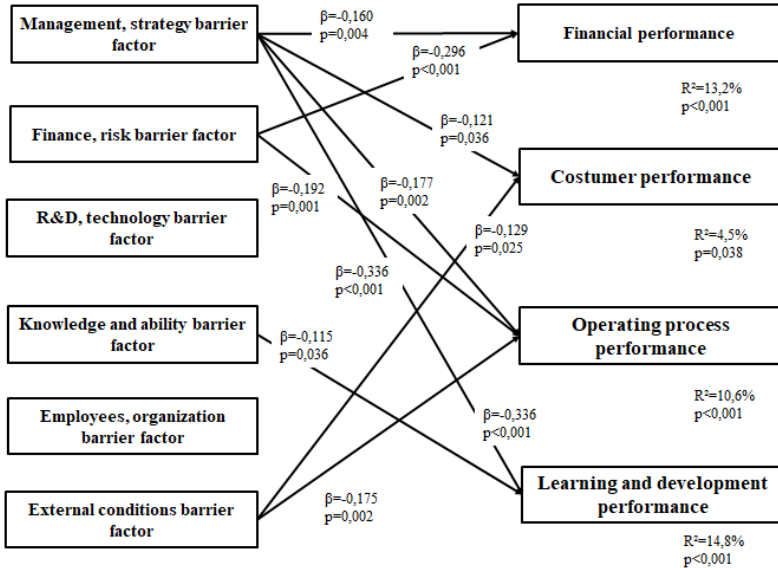 Management, strategy barrier
factor
Finance, risk barrier factor
R&D, technology barrier
factor
Knowledge and ability barrier
factor
Employees, organization
barrier factor
External conditions barrier
factor
β=-0,160
p=0,004
β=-0,296
p<0,001
β=-0,121
p=0,036
β=-0,192
p=0,001
β=-0,177
p=0,002
β=-0,129
p=0,025
β=-0,336
p<0,001
β=-0,115
p=0,036
β=-0,336
p<0,001
β=-0,175
p=0,002
Financial performance
R²=13,2%
p<0,001
Costumer performance
R²=4,5%
p=0,038
Operating process
performance
R²=10,6%
p<0,001
Learning and development
performance
R²=14,8%
p<0,001